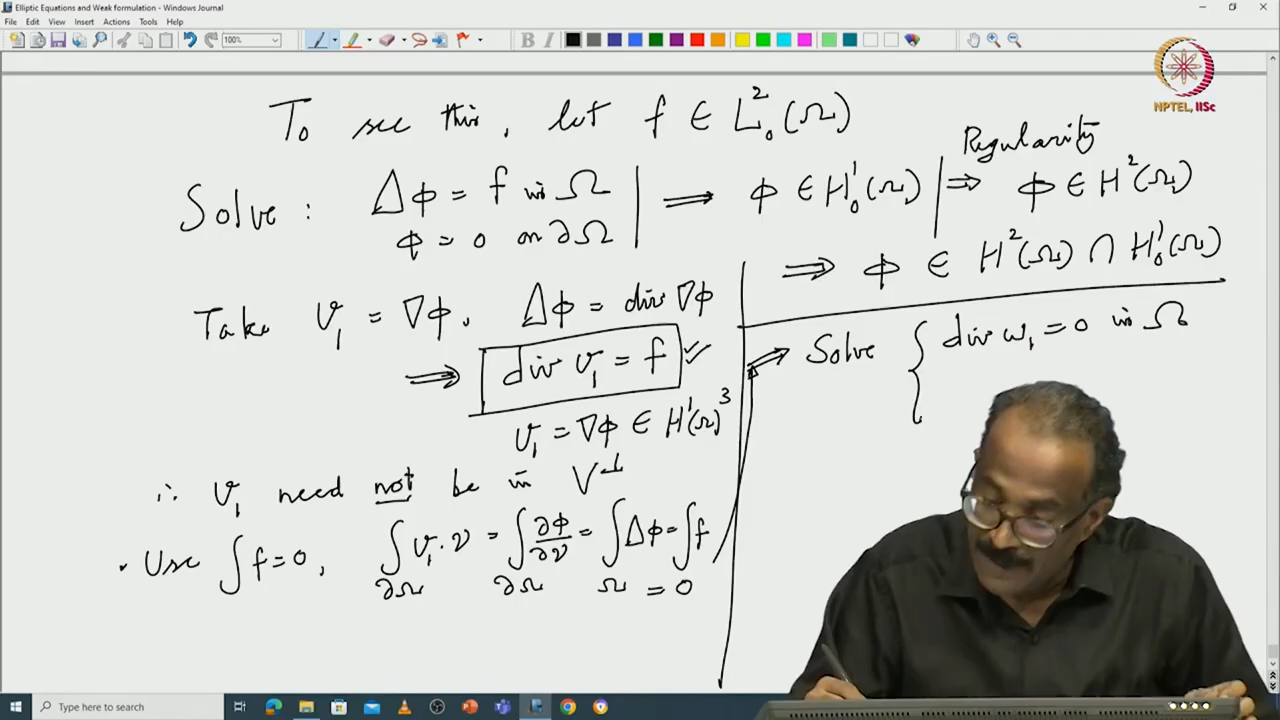 Elliptic Equations and Weak formulation - Windows Journal
File Edit View Insert Actions Tools Help
100%
B I
NPTEL, IISc
To see this, let f ∈ L²₀(Ω)
Solve : Δφ = f in Ω
φ = 0 on ∂Ω
⟹ φ ∈ H¹₀(Ω)
Regularity
⟹ φ ∈ H²(Ω)
⟹ φ ∈ H²(Ω) ∩ H¹₀(Ω)
Take v₁ = ∇φ, Δφ = div ∇φ
⟹ div v₁ = f ✓
v₁ = ∇φ ∈ H¹(Ω)³
∴ v₁ need not be in V⊥
• Use ∫f = 0, ∫_∂Ω v₁·ν = ∫_∂Ω ∂φ/∂ν = ∫_Ω Δφ = ∫f
= 0
⟹ Solve { div w₁ = 0 in Ω
Type here to search